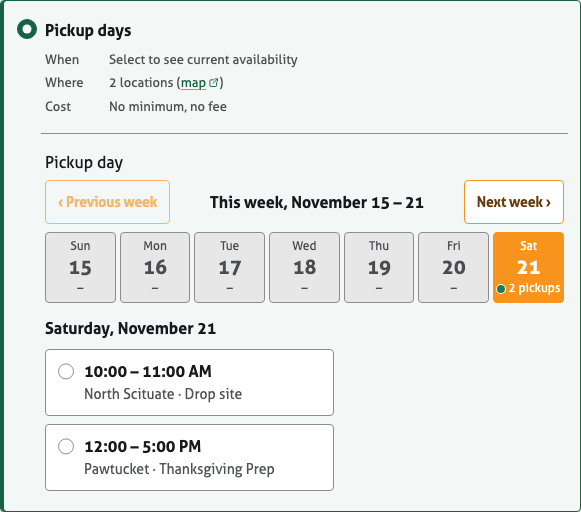 Pickup days
When Select to see current availability
Where 2 locations (map)
Cost No minimum, no fee
Pickup day
‹ Previous week This week, November 15 – 21 Next week ›
Sun Mon Tue Wed Thu Fri Sat
15 16 17 18 19 20 21
– – – – – – 2 pickups
Saturday, November 21
10:00 – 11:00 AM
North Scituate · Drop site
12:00 – 5:00 PM
Pawtucket · Thanksgiving Prep